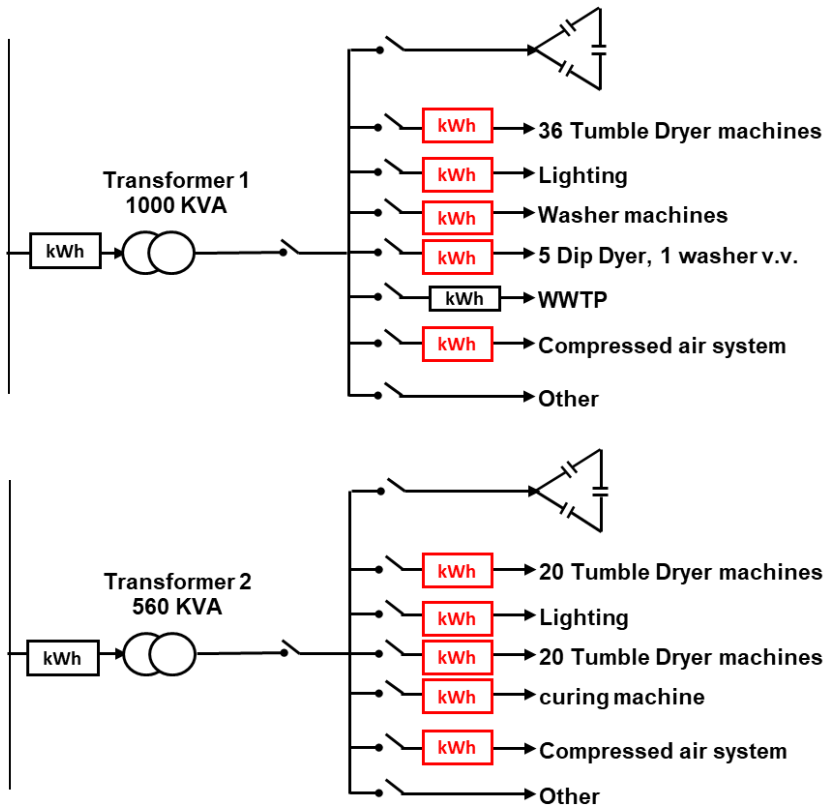 kWh
36 Tumble Dryer machines
Transformer 1
1000 KVA
kWh
Lighting
kWh
Washer machines
kWh
kWh
5 Dip Dyer, 1 washer v.v.
kWh
WWTP
kWh
Compressed air system
Other
kWh
20 Tumble Dryer machines
Transformer 2
560 KVA
kWh
Lighting
kWh
kWh
20 Tumble Dryer machines
kWh
curing machine
kWh
Compressed air system
Other